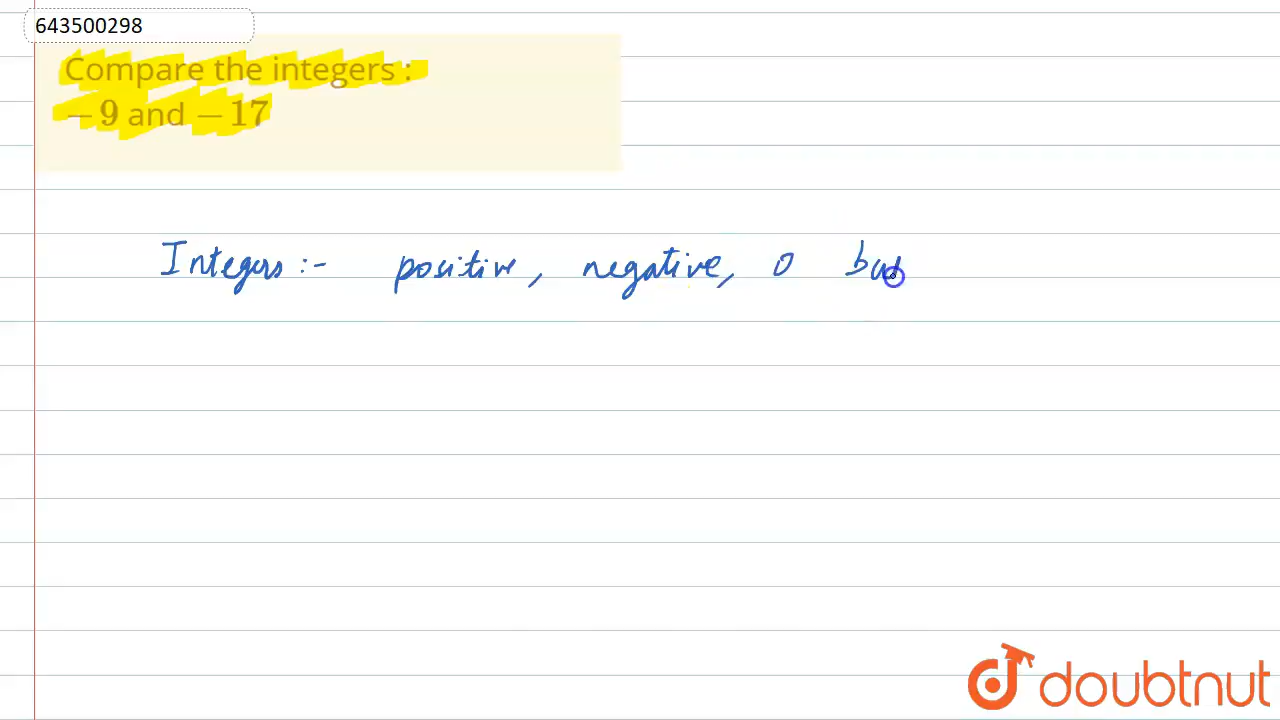 643500298
Compare the integers :
−9 and −17
Integers :- positive, negative, 0
doubtnut